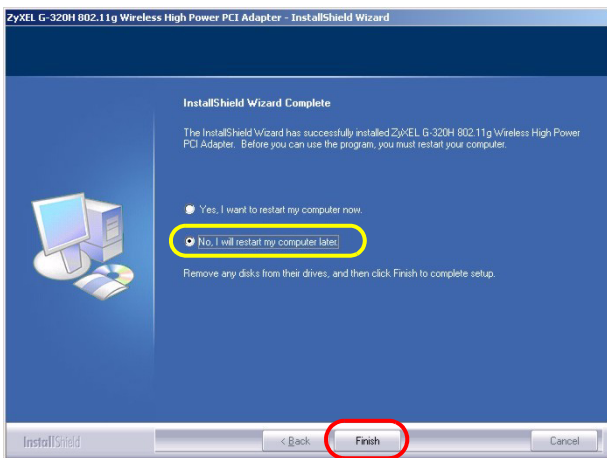 ZyXEL G-320H 802.11g Wireless High Power PCI Adapter - InstallShield Wizard
InstallShield Wizard Complete
The InstallShield Wizard has successfully installed ZyXEL G-320H 802.11g Wireless High Power
PCI Adapter. Before you can use the program, you must restart your computer.
Yes, I want to restart my computer now.
No, I will restart my computer later.
Remove any disks from their drives, and then click Finish to complete setup.
InstallShield
< Back
Finish
Cancel